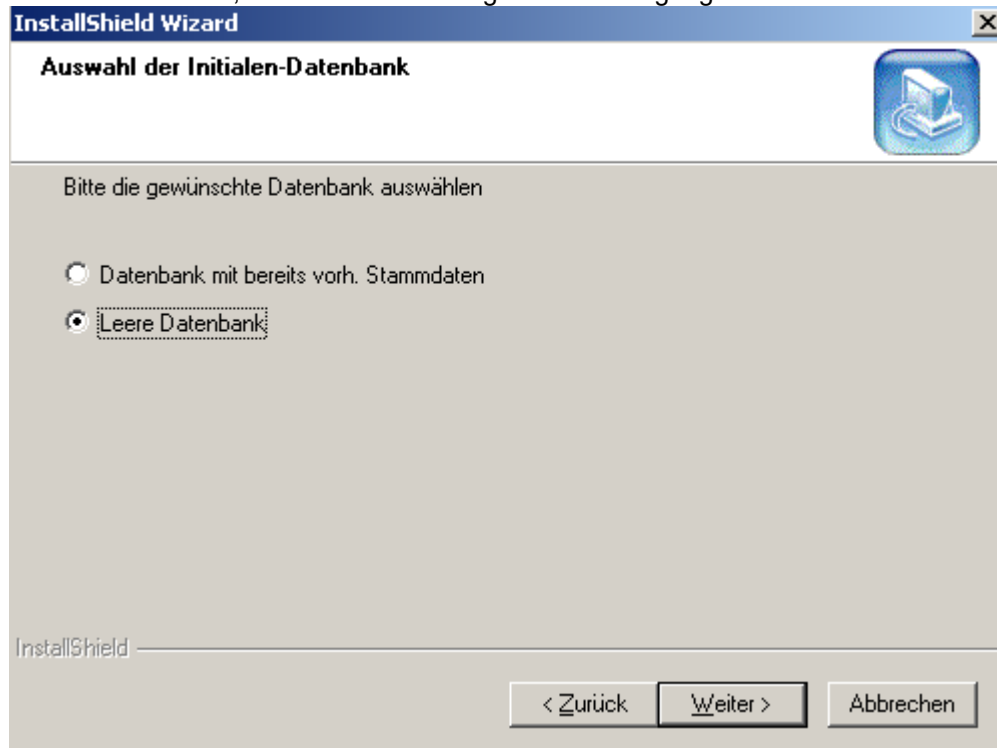 InstallShield Wizard
Auswahl der Initialen-Datenbank
Bitte die gewünschte Datenbank auswählen
Datenbank mit bereits vorh. Stammdaten
Leere Datenbank
InstallShield
< Zurück
Weiter >
Abbrechen